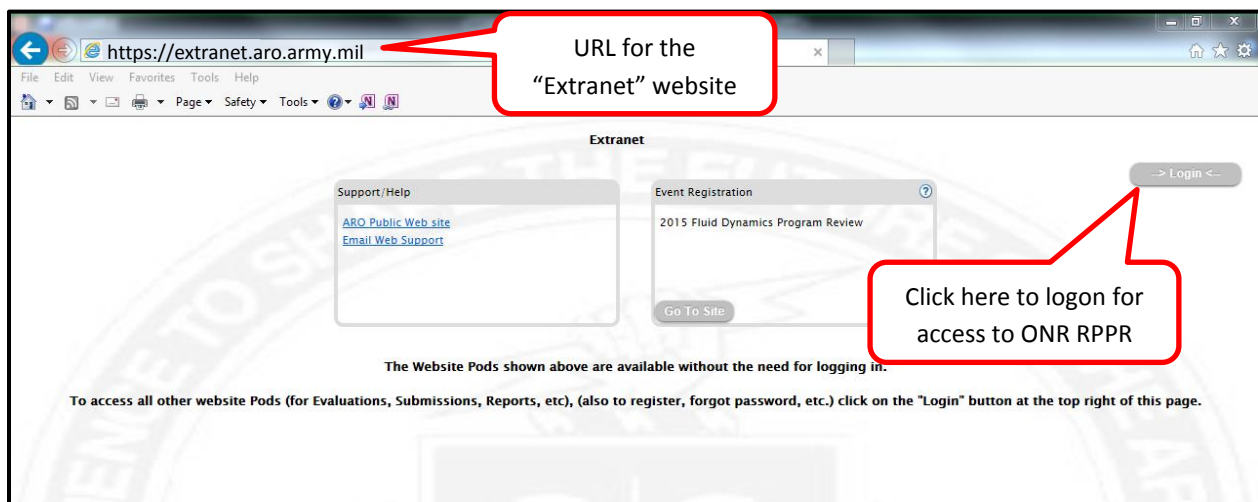 https://extranet.aro.army.mil
URL for the
“Extranet” website
File Edit View Favorites Tools Help
Page Safety Tools
Extranet
--> Login <--
Support/Help
Event Registration
ARO Public Web site
2015 Fluid Dynamics Program Review
Email Web Support
Go To Site
Click here to logon for
access to ONR RPPR
The Website Pods shown above are available without the need for logging in.
To access all other website Pods (for Evaluations, Submissions, Reports, etc), (also to register, forgot password, etc.) click on the "Login" button at the top right of this page.